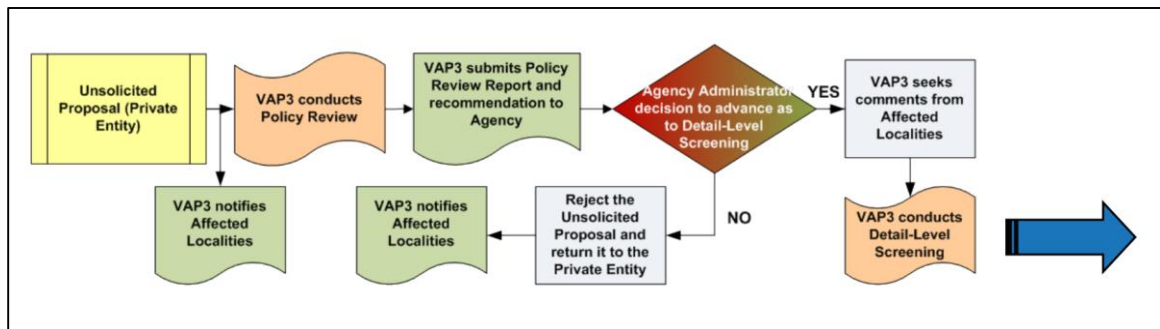 Unsolicited
Proposal (Private
Entity)
VAP3 conducts
Policy Review
VAP3 submits Policy
Review Report and
recommendation to
Agency
Agency Administrator
decision to advance as
to Detail-Level
Screening
YES
VAP3 seeks
comments from
Affected
Localities
VAP3 notifies
Affected
Localities
VAP3 notifies
Affected
Localities
Reject the
Unsolicited
Proposal and
return it to the
Private Entity
NO
VAP3 conducts
Detail-Level
Screening